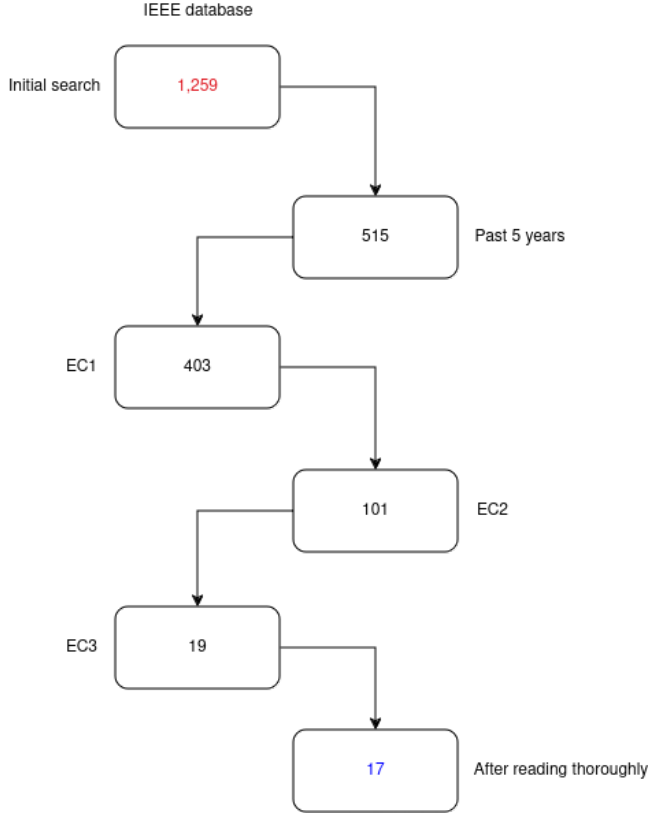 IEEE database
Initial search
1,259
515
Past 5 years
EC1
403
101
EC2
EC3
19
17
After reading thoroughly